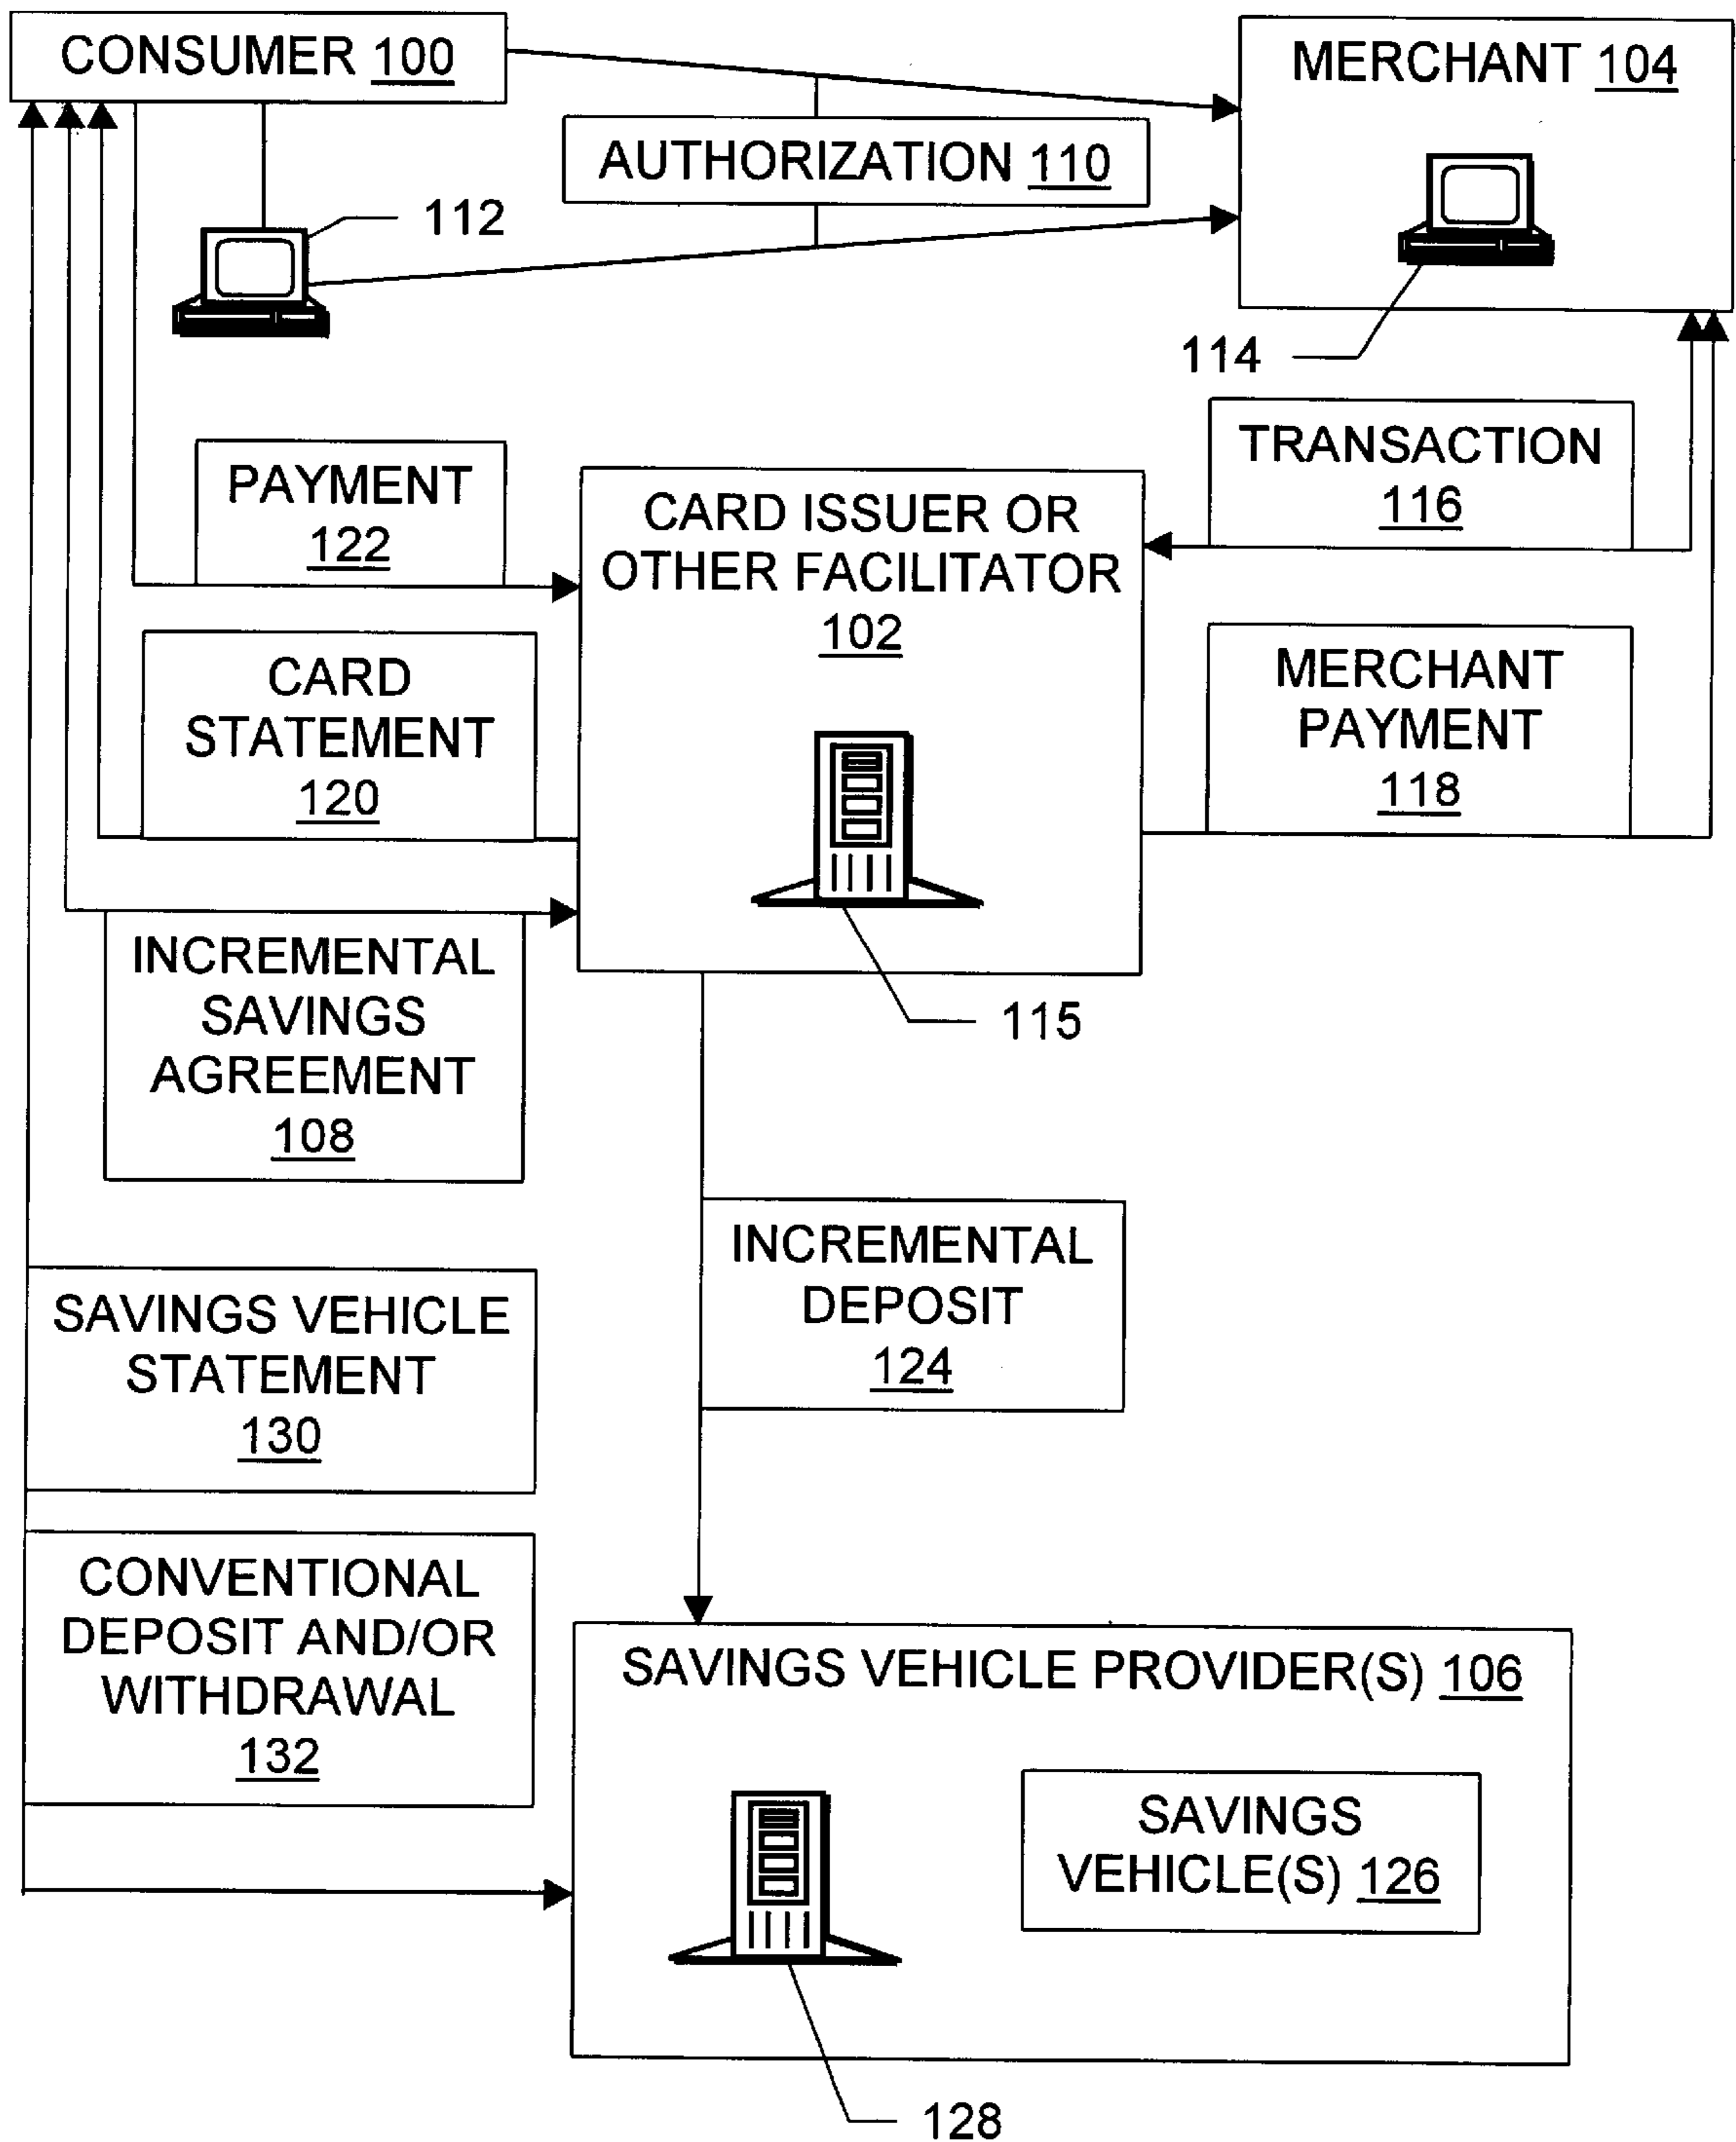 CONSUMER 100
MERCHANT 104
AUTHORIZATION 110
112
114
TRANSACTION
116
PAYMENT
122
CARD ISSUER OR
OTHER FACILITATOR
102
CARD
STATEMENT
120
MERCHANT
PAYMENT
118
INCREMENTAL
SAVINGS
AGREEMENT
108
115
INCREMENTAL
DEPOSIT
124
SAVINGS VEHICLE
STATEMENT
130
CONVENTIONAL
DEPOSIT AND/OR
WITHDRAWAL
132
SAVINGS VEHICLE PROVIDER(S) 106
SAVINGS
VEHICLE(S) 126
128